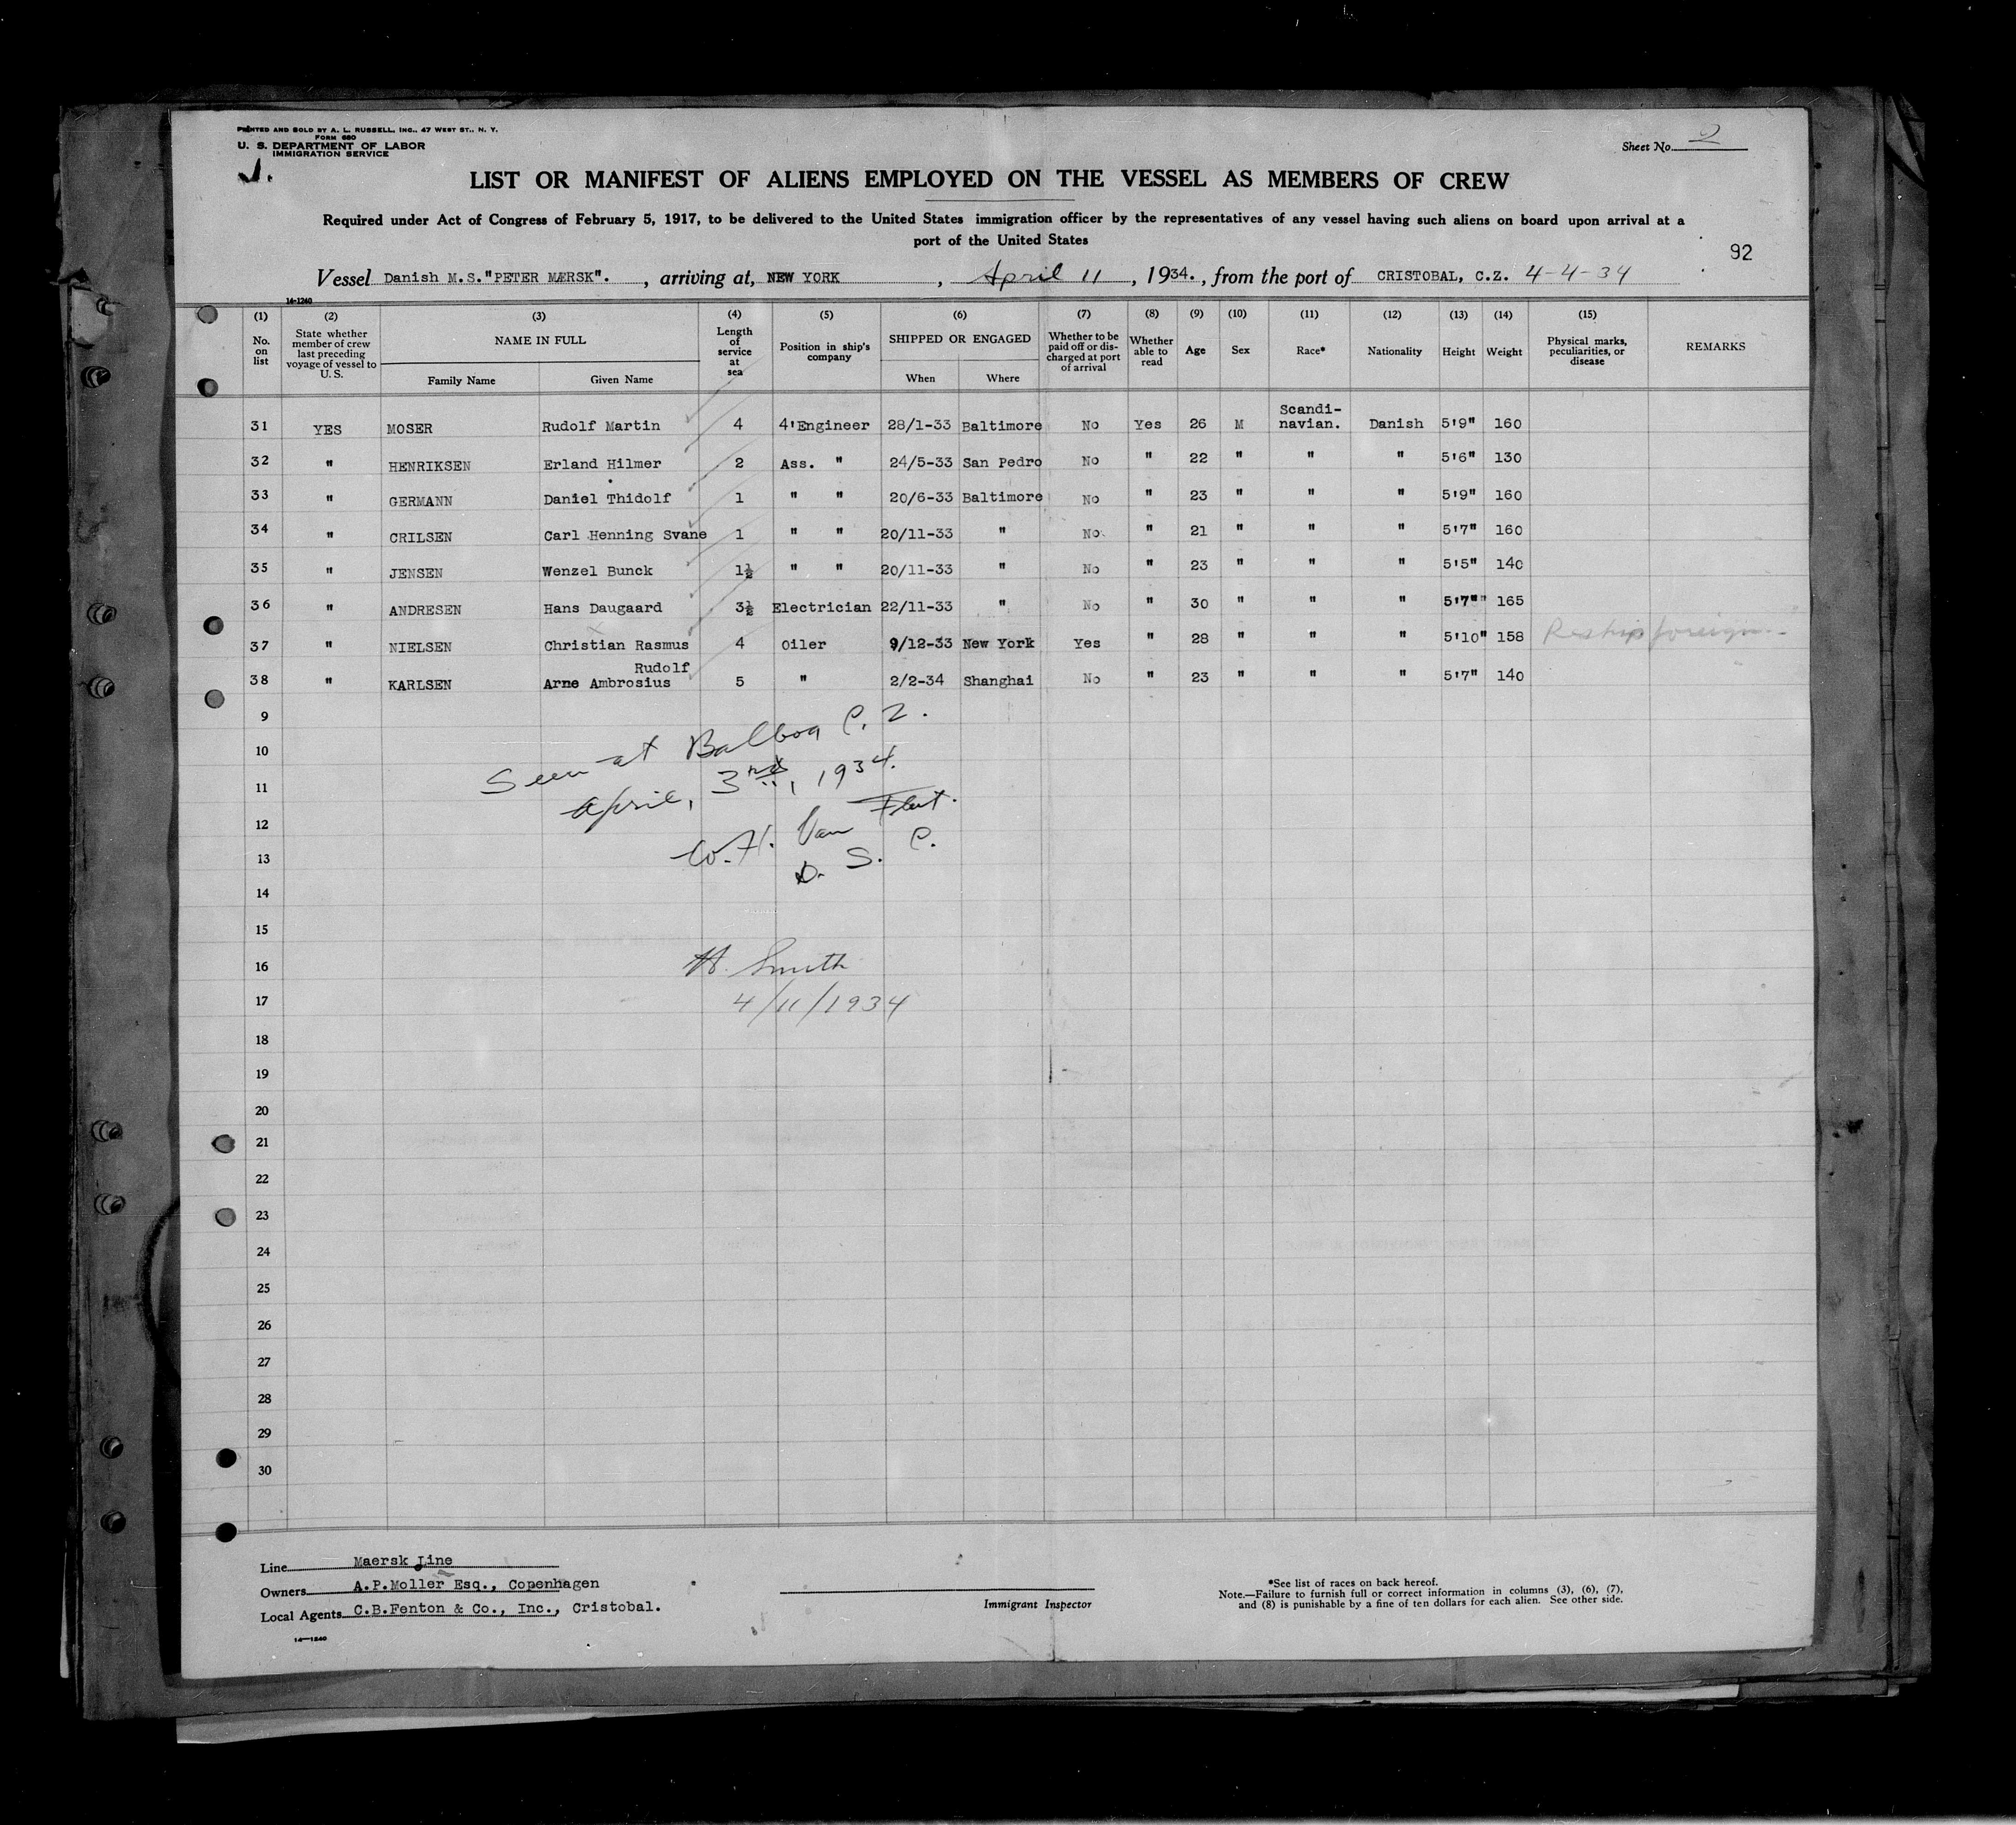 PRINTED AND SOLD BY A. L. RUSSELL, INC., 47 WEST ST., N. Y.
FORM 680
U. S. DEPARTMENT OF LABOR
IMMIGRATION SERVICE
Sheet No. 2
LIST OR MANIFEST OF ALIENS EMPLOYED ON THE VESSEL AS MEMBERS OF CREW
Required under Act of Congress of February 5, 1917, to be delivered to the United States immigration officer by the representatives of any vessel having such aliens on board upon arrival at a
port of the United States
92
Vessel Danish M.S."PETER MÆRSK". , arriving at, NEW YORK , April 11 , 1934. , from the port of CRISTOBAL, C.Z. 4-4-34
14-1240
(1) (2) (3) (4) (5) (6) (7) (8) (9) (10) (11) (12) (13) (14) (15)
No. on list | State whether member of crew last preceding voyage of vessel to U. S. | NAME IN FULL | Length of service at sea | Position in ship's company | SHIPPED OR ENGAGED | Whether to be paid off or discharged at port of arrival | Whether able to read | Age | Sex | Race* | Nationality | Height | Weight | Physical marks, peculiarities, or disease | REMARKS
Family Name | Given Name | When | Where
31 YES MOSER Rudolf Martin 4 4'Engineer 28/1-33 Baltimore No Yes 26 M Scandi-navian. Danish 5'9" 160
32 " HENRIKSEN Erland Hilmer 2 Ass. " 24/5-33 San Pedro No " 22 " " " 5'6" 130
33 " GERMANN Daniel Thidolf 1 " " 20/6-33 Baltimore No " 23 " " " 5'9" 160
34 " CRILSEN Carl Henning Svane 1 " " 20/11-33 " No " 21 " " " 5'7" 160
35 " JENSEN Wenzel Bunck 1½ " " 20/11-33 " No " 23 " " " 5'5" 140
36 " ANDRESEN Hans Daugaard 3½ Electrician 22/11-33 " No " 30 " " " 5'7"" 165
37 " NIELSEN Christian Rasmus 4 Oiler 9/12-33 New York Yes " 28 " " " 5'10" 158 Reship foreign
Rudolf
38 " KARLSEN Arne Ambrosius 5 " 2/2-34 Shanghai No " 23 " " " 5'7" 140
9
10
Seen at Balboa C.Z.
11
April, 3rd, 1934.
12
W.H. Van Fleet.
13
D. S. C.
14
15
16
H. Smith
17
4/11/1934
18
19
20
21
22
23
24
25
26
27
28
29
30
Line Maersk Line
Owners A.P.Moller Esq., Copenhagen
Local Agents C.B.Fenton & Co., Inc., Cristobal.
14-1240
Immigrant Inspector
*See list of races on back hereof.
Note.—Failure to furnish full or correct information in columns (3), (6), (7),
and (8) is punishable by a fine of ten dollars for each alien. See other side.